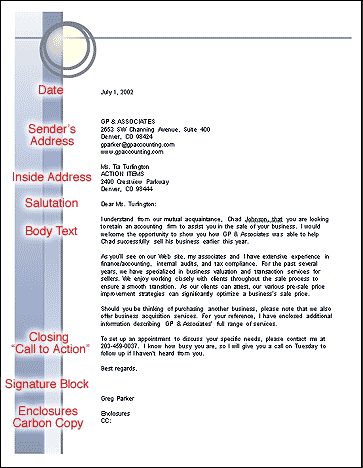 Date
July 1, 2002
Sender's
Address
GP & ASSOCIATES
2653 SW Channing Avenue, Suite 400
Denver, CO 98424
gparker@gpaccounting.com
www.gpaccounting.com
Inside Address
Ms. Tia Turlington
ACTION ITEMS
2400 Crestview Parkway
Denver, CO 98444
Salutation
Dear Ms. Turlington:
Body Text
I understand from our mutual acquaintance, Chad Johnson, that you are looking
to retain an accounting firm to assist you in the sale of your business. I would
welcome the opportunity to show you how GP & Associates was able to help
Chad successfully sell his business earlier this year.
As you'll see on our Web site, my associates and I have extensive experience in
finance/accounting, internal audits, and tax compliance. For the past several
years, we have specialized in business valuation and transaction services for
sellers. We enjoy working closely with clients throughout the sale process to
ensure a smooth transition. As our clients can attest, our various pre-sale price
improvement strategies can significantly optimize a business's sale price.
Should you be thinking of purchasing another business, please note that we also
offer business acquisition services. For your reference, I have enclosed additional
information describing GP & Associates' full range of services.
Closing
"Call to Action"
To set up an appointment to discuss your specific needs, please contact me at
203-459-0037. I know how busy you are, so I will give you a call on Tuesday to
follow up if I haven't heard from you.
Best regards,
Signature Block
Greg Parker
Enclosures
Carbon Copy
Enclosures
CC: